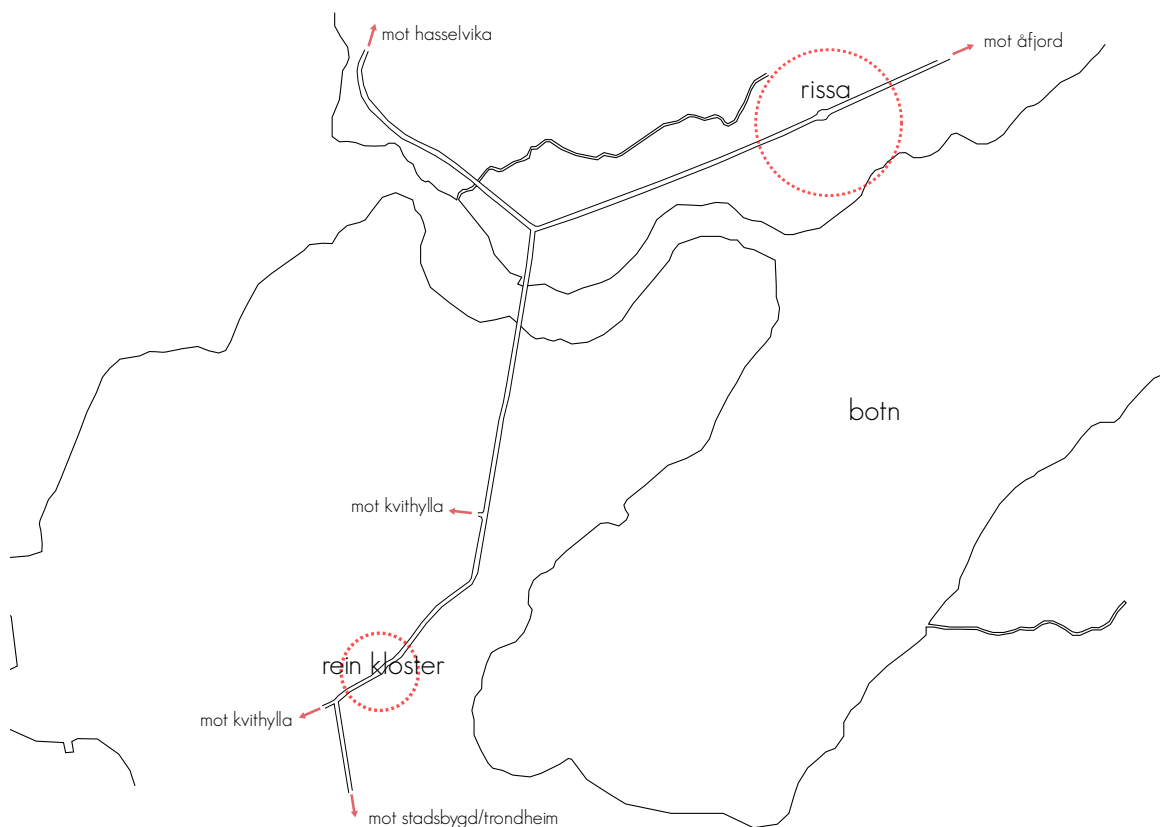 mot hasselvika
mot åfjord
rissa
botn
mot kvithylla
rein kloster
mot kvithylla
mot stadsbygd/trondheim